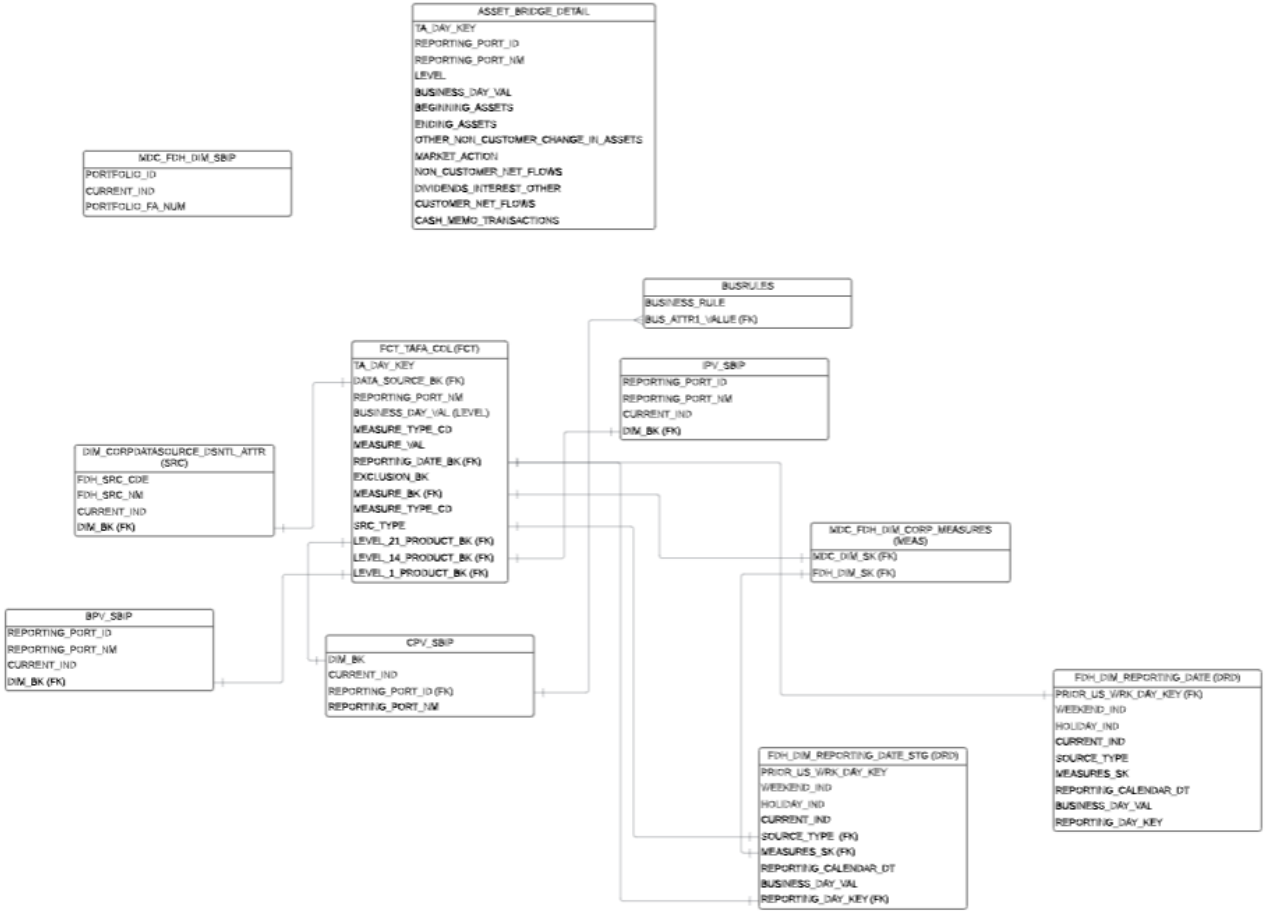 ASSET_BRIDGE_DETAIL
TA_DAY_KEY
REPORTING_PORT_ID
REPORTING_PORT_NM
LEVEL
BUSINESS_DAY_VAL
BEGINNING_ASSETS
ENDING_ASSETS
OTHER_NON_CUSTOMER_CHANGE_IN_ASSETS
MARKET_ACTION
NON_CUSTOMER_NET_FLOWS
DIVIDENDS_INTEREST_OTHER
CUSTOMER_NET_FLOWS
CASH_MEMO_TRANSACTIONS
MDC_FDH_DIM_SBIP
PORTFOLIO_ID
CURRENT_IND
PORTFOLIO_FA_NUM
BUSRULES
BUSINESS_RULE
BUS_ATTR1_VALUE (FK)
FCT_TAFA_COL (FCT)
TA_DAY_KEY
DATA_SOURCE_BK (FK)
REPORTING_PORT_NM
BUSINESS_DAY_VAL (LEVEL)
MEASURE_TYPE_CD
MEASURE_VAL
REPORTING_DATE_BK (FK)
EXCLUSION_BK
MEASURE_BK (FK)
MEASURE_TYPE_CD
SRC_TYPE
LEVEL_21_PRODUCT_BK (FK)
LEVEL_14_PRODUCT_BK (FK)
LEVEL_1_PRODUCT_BK (FK)
IPV_SBIP
REPORTING_PORT_ID
REPORTING_PORT_NM
CURRENT_IND
DIM_BK (FK)
DIM_CORPDATASOURCE_DSNTL_ATTR
(SRC)
FDH_SRC_CDE
FDH_SRC_NM
CURRENT_IND
DIM_BK (FK)
MDC_FDH_DIM_CORP_MEASURES
(MEAS)
MDC_DIM_SK (FK)
FDH_DIM_SK (FK)
BPV_SBIP
REPORTING_PORT_ID
REPORTING_PORT_NM
CURRENT_IND
DIM_BK (FK)
CPV_SBIP
DIM_BK
CURRENT_IND
REPORTING_PORT_ID (FK)
REPORTING_PORT_NM
FDH_DIM_REPORTING_DATE (DRD)
PRIOR_US_WRK_DAY_KEY (FK)
WEEKEND_IND
HOLIDAY_IND
CURRENT_IND
SOURCE_TYPE
MEASURES_SK
REPORTING_CALENDAR_DT
BUSINESS_DAY_VAL
REPORTING_DAY_KEY
FDH_DIM_REPORTING_DATE_STG (DRD)
PRIOR_US_WRK_DAY_KEY
WEEKEND_IND
HOLIDAY_IND
CURRENT_IND
SOURCE_TYPE (FK)
MEASURES_SK (FK)
REPORTING_CALENDAR_DT
BUSINESS_DAY_VAL
REPORTING_DAY_KEY (FK)